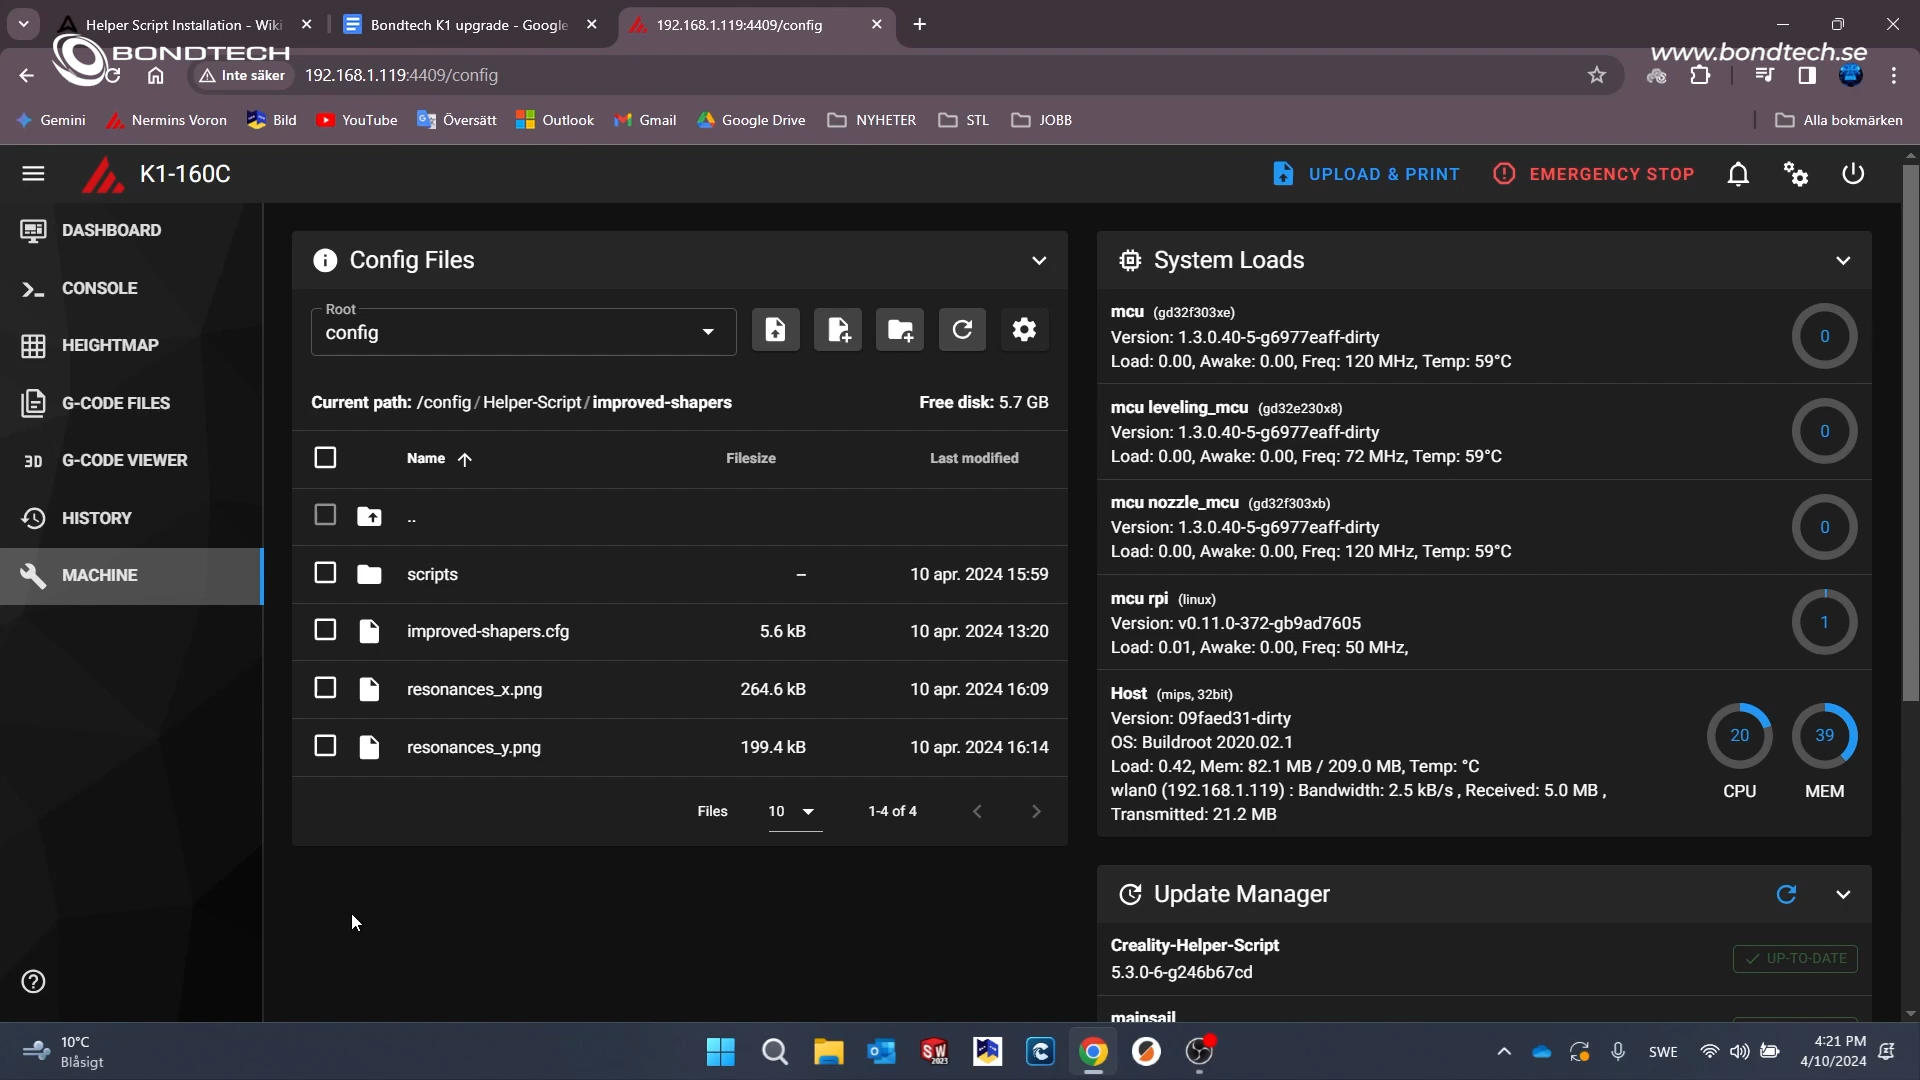 Helper Script Installation - Wiki
Bondtech K1 upgrade - Google
192.168.1.119:4409/config
BONDTECH
www.bondtech.se
Inte säker
192.168.1.119:4409/config
Gemini
Nermins Voron
Bild
YouTube
Översätt
Outlook
Gmail
Google Drive
NYHETER
STL
JOBB
Alla bokmärken
K1-160C
UPLOAD & PRINT
EMERGENCY STOP
DASHBOARD
CONSOLE
HEIGHTMAP
G-CODE FILES
3D G-CODE VIEWER
HISTORY
MACHINE
Config Files
Root
config
Current path: /config / Helper-Script / improved-shapers
Free disk: 5.7 GB
Name
Filesize
Last modified
..
scripts – 10 apr. 2024 15:59
improved-shapers.cfg 5.6 kB 10 apr. 2024 13:20
resonances_x.png 264.6 kB 10 apr. 2024 16:09
resonances_y.png 199.4 kB 10 apr. 2024 16:14
Files 10 1-4 of 4
System Loads
mcu (gd32f303xe)
Version: 1.3.0.40-5-g6977eaff-dirty
Load: 0.00, Awake: 0.00, Freq: 120 MHz, Temp: 59°C
0
mcu leveling_mcu (gd32e230x8)
Version: 1.3.0.40-5-g6977eaff-dirty
Load: 0.00, Awake: 0.00, Freq: 72 MHz, Temp: 59°C
0
mcu nozzle_mcu (gd32f303xb)
Version: 1.3.0.40-5-g6977eaff-dirty
Load: 0.00, Awake: 0.00, Freq: 120 MHz, Temp: 59°C
0
mcu rpi (linux)
Version: v0.11.0-372-gb9ad7605
Load: 0.01, Awake: 0.00, Freq: 50 MHz,
1
Host (mips, 32bit)
Version: 09faed31-dirty
OS: Buildroot 2020.02.1
Load: 0.42, Mem: 82.1 MB / 209.0 MB, Temp: °C
wlan0 (192.168.1.119) : Bandwidth: 2.5 kB/s , Received: 5.0 MB ,
Transmitted: 21.2 MB
20
CPU
39
MEM
Update Manager
Creality-Helper-Script
5.3.0-6-g246b67cd
UP-TO-DATE
mainsail
10°C
Blåsigt
SW
2023
SWE
4:21 PM
4/10/2024